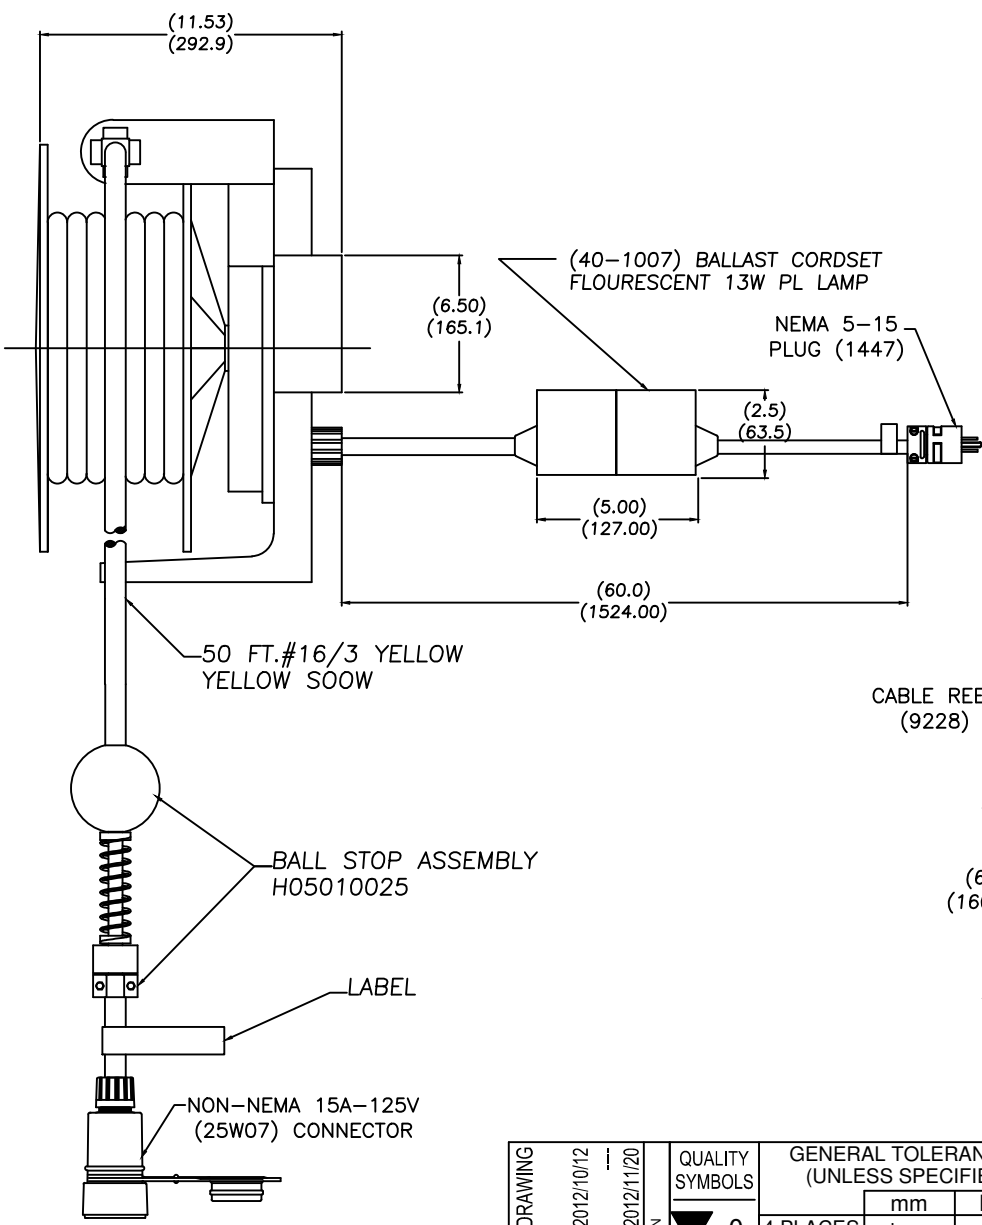 (11.53)
(292.9)
(40-1007) BALLAST CORDSET
FLOURESCENT 13W PL LAMP
(6.50)
(165.1)
NEMA 5-15
PLUG (1447)
(2.5)
(63.5)
(5.00)
(127.00)
(60.0)
(1524.00)
50 FT.#16/3 YELLOW
YELLOW SOOW
CABLE REE
(9228)
BALL STOP ASSEMBLY
H05010025
(6
(160
LABEL
NON-NEMA 15A-125V
(25W07) CONNECTOR
DRAWING
2012/10/12
----
2012/11/20
QUALITY
SYMBOLS
GENERAL TOLERAN
(UNLESS SPECIFIE
mm
4 PLACES